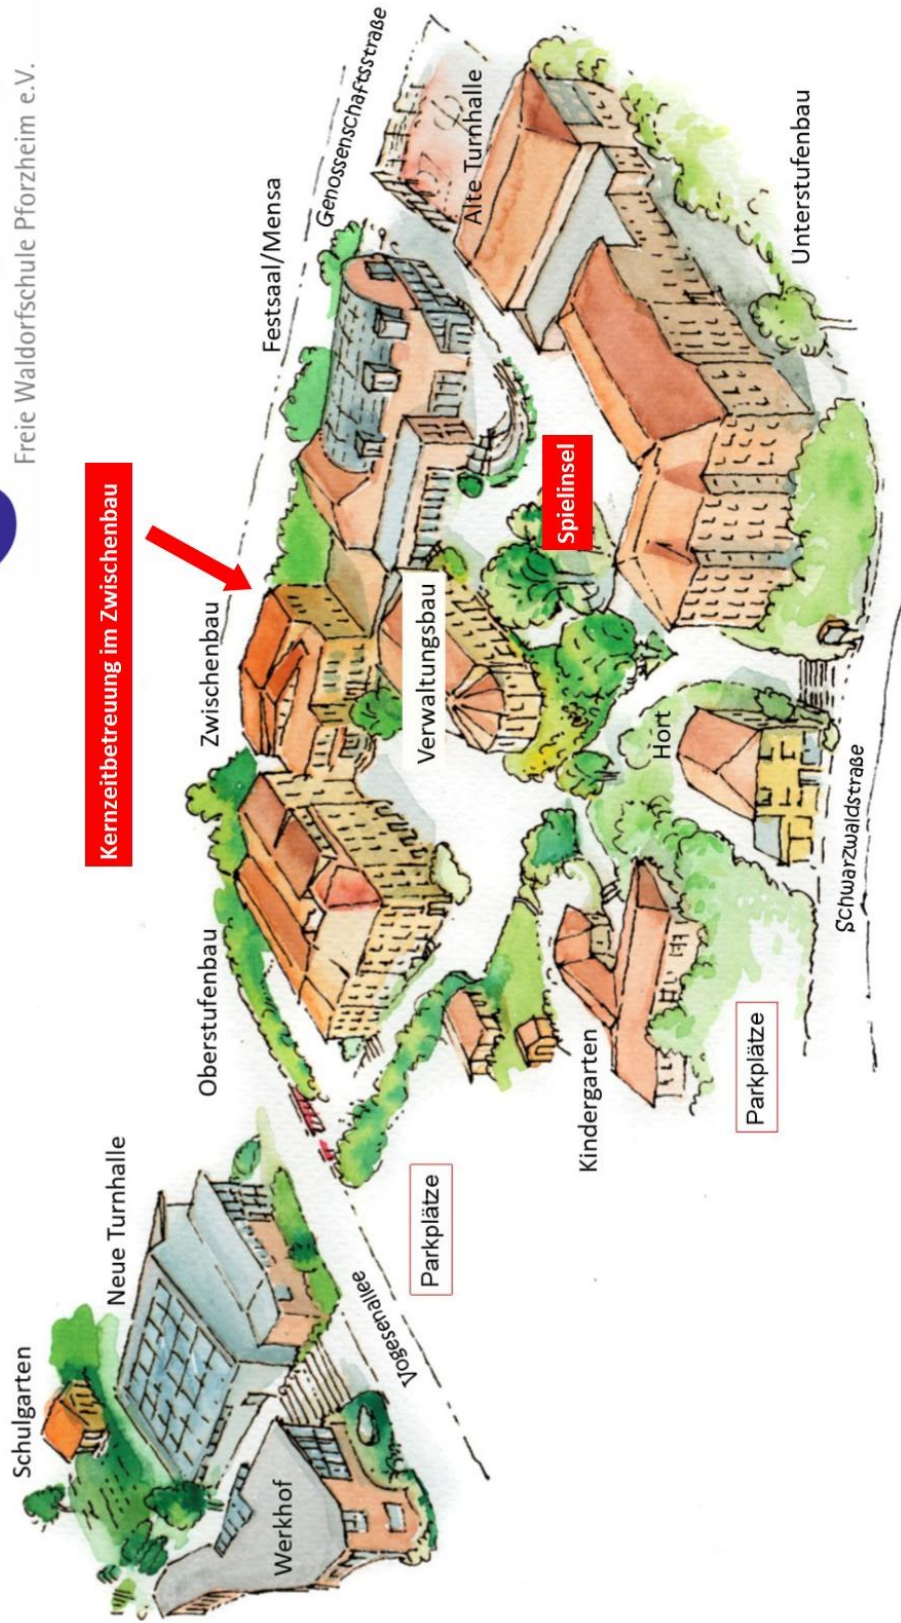 Freie Waldorfschule Pforzheim e.V.
Kernzeitbetreuung im Zwischenbau
Schulgarten
Neue Turnhalle
Oberstufenbau
Zwischenbau
Festsaal/Mensa
Genossenschaftsstraße
Alte Turnhalle
Werkhof
Vogesenallee
Parkplätze
Verwaltungsbau
Spielinsel
Kindergarten
Hort
Unterstufenbau
Parkplätze
Schwarzwaldstraße